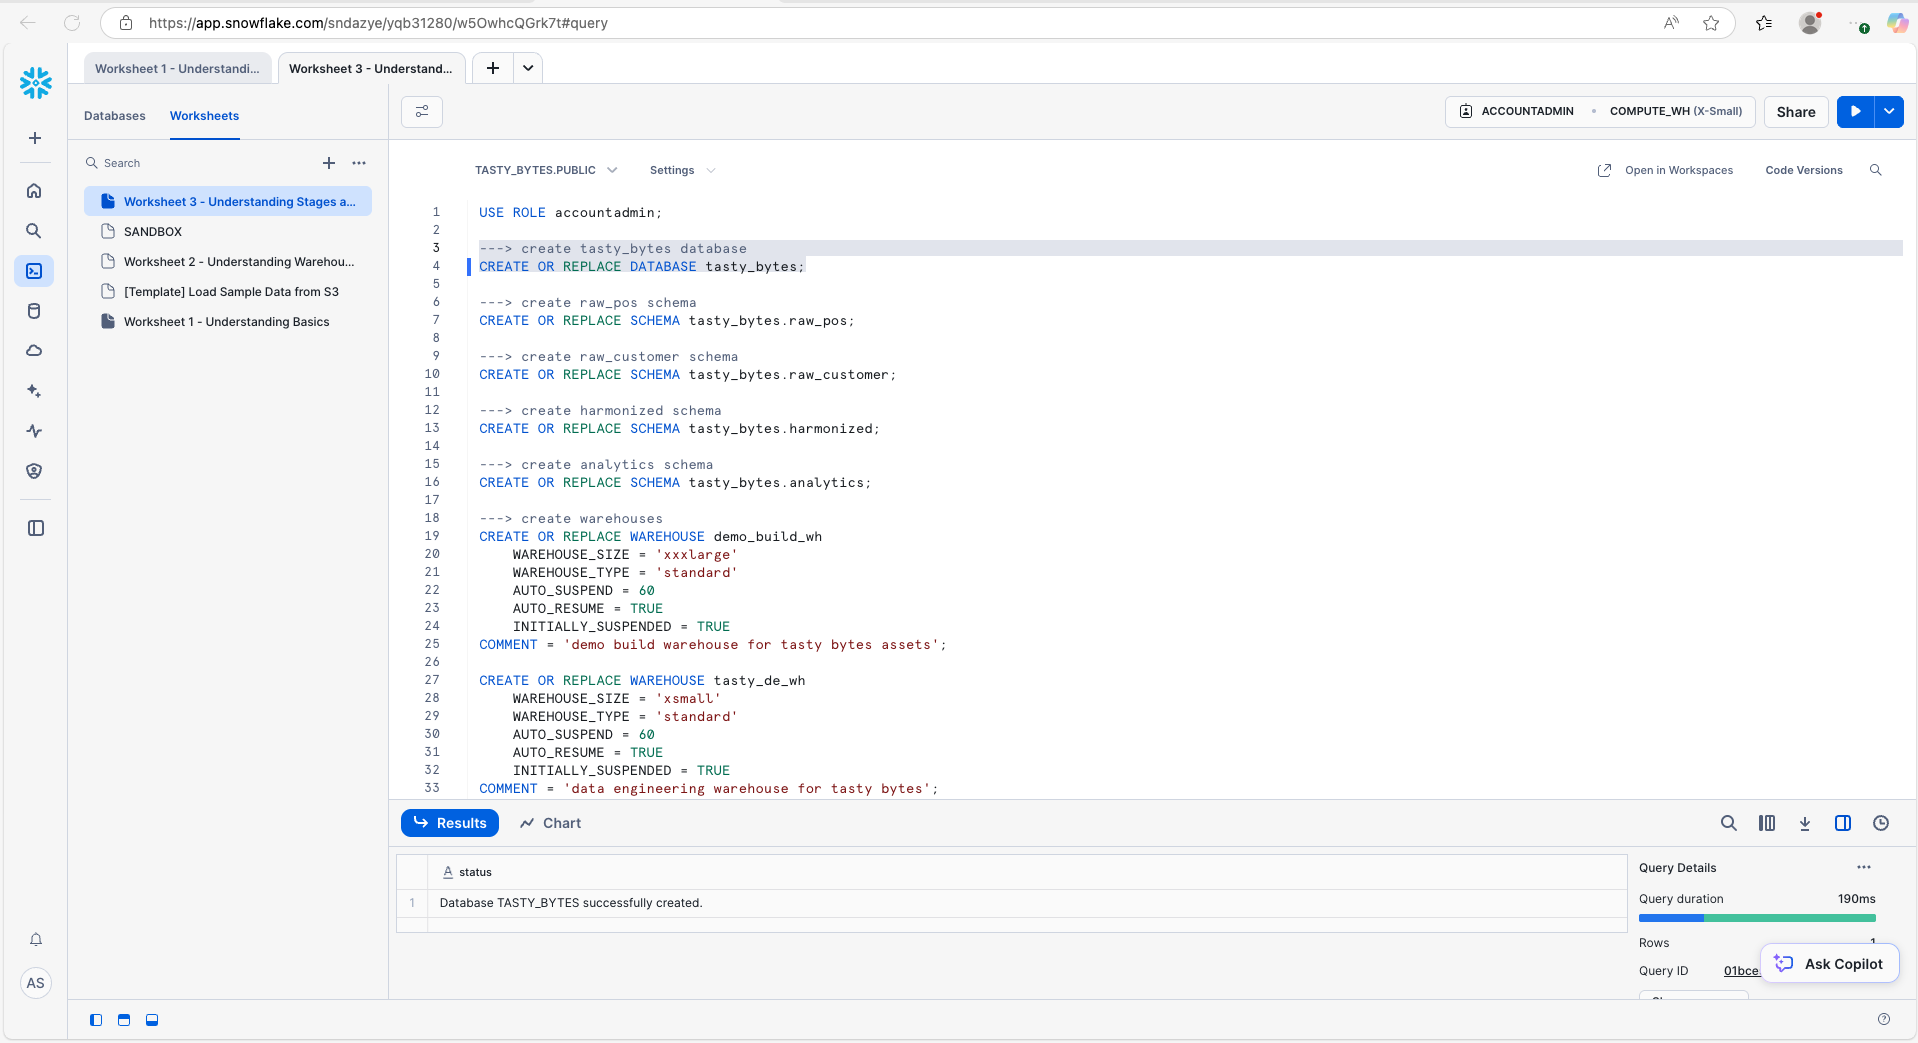 https://app.snowflake.com/sndazye/yqb31280/w5OwhcQGrk7t#query
Worksheet 1 - Understandi...
Worksheet 3 - Understand...
Databases
Worksheets
ACCOUNTADMIN
COMPUTE_WH (X-Small)
Share
Search
Worksheet 3 - Understanding Stages a...
SANDBOX
Worksheet 2 - Understanding Warehou...
[Template] Load Sample Data from S3
Worksheet 1 - Understanding Basics
AS
TASTY_BYTES.PUBLIC
Settings
Open in Workspaces
Code Versions
1 USE ROLE accountadmin;
2
3 ---> create tasty_bytes database
4 CREATE OR REPLACE DATABASE tasty_bytes;
5
6 ---> create raw_pos schema
7 CREATE OR REPLACE SCHEMA tasty_bytes.raw_pos;
8
9 ---> create raw_customer schema
10 CREATE OR REPLACE SCHEMA tasty_bytes.raw_customer;
11
12 ---> create harmonized schema
13 CREATE OR REPLACE SCHEMA tasty_bytes.harmonized;
14
15 ---> create analytics schema
16 CREATE OR REPLACE SCHEMA tasty_bytes.analytics;
17
18 ---> create warehouses
19 CREATE OR REPLACE WAREHOUSE demo_build_wh
20 WAREHOUSE_SIZE = 'xxxlarge'
21 WAREHOUSE_TYPE = 'standard'
22 AUTO_SUSPEND = 60
23 AUTO_RESUME = TRUE
24 INITIALLY_SUSPENDED = TRUE
25 COMMENT = 'demo build warehouse for tasty bytes assets';
26
27 CREATE OR REPLACE WAREHOUSE tasty_de_wh
28 WAREHOUSE_SIZE = 'xsmall'
29 WAREHOUSE_TYPE = 'standard'
30 AUTO_SUSPEND = 60
31 AUTO_RESUME = TRUE
32 INITIALLY_SUSPENDED = TRUE
33 COMMENT = 'data engineering warehouse for tasty bytes';
Results
Chart
A status
1 Database TASTY_BYTES successfully created.
Query Details
Query duration 190ms
Rows 1
Query ID 01bce
Ask Copilot